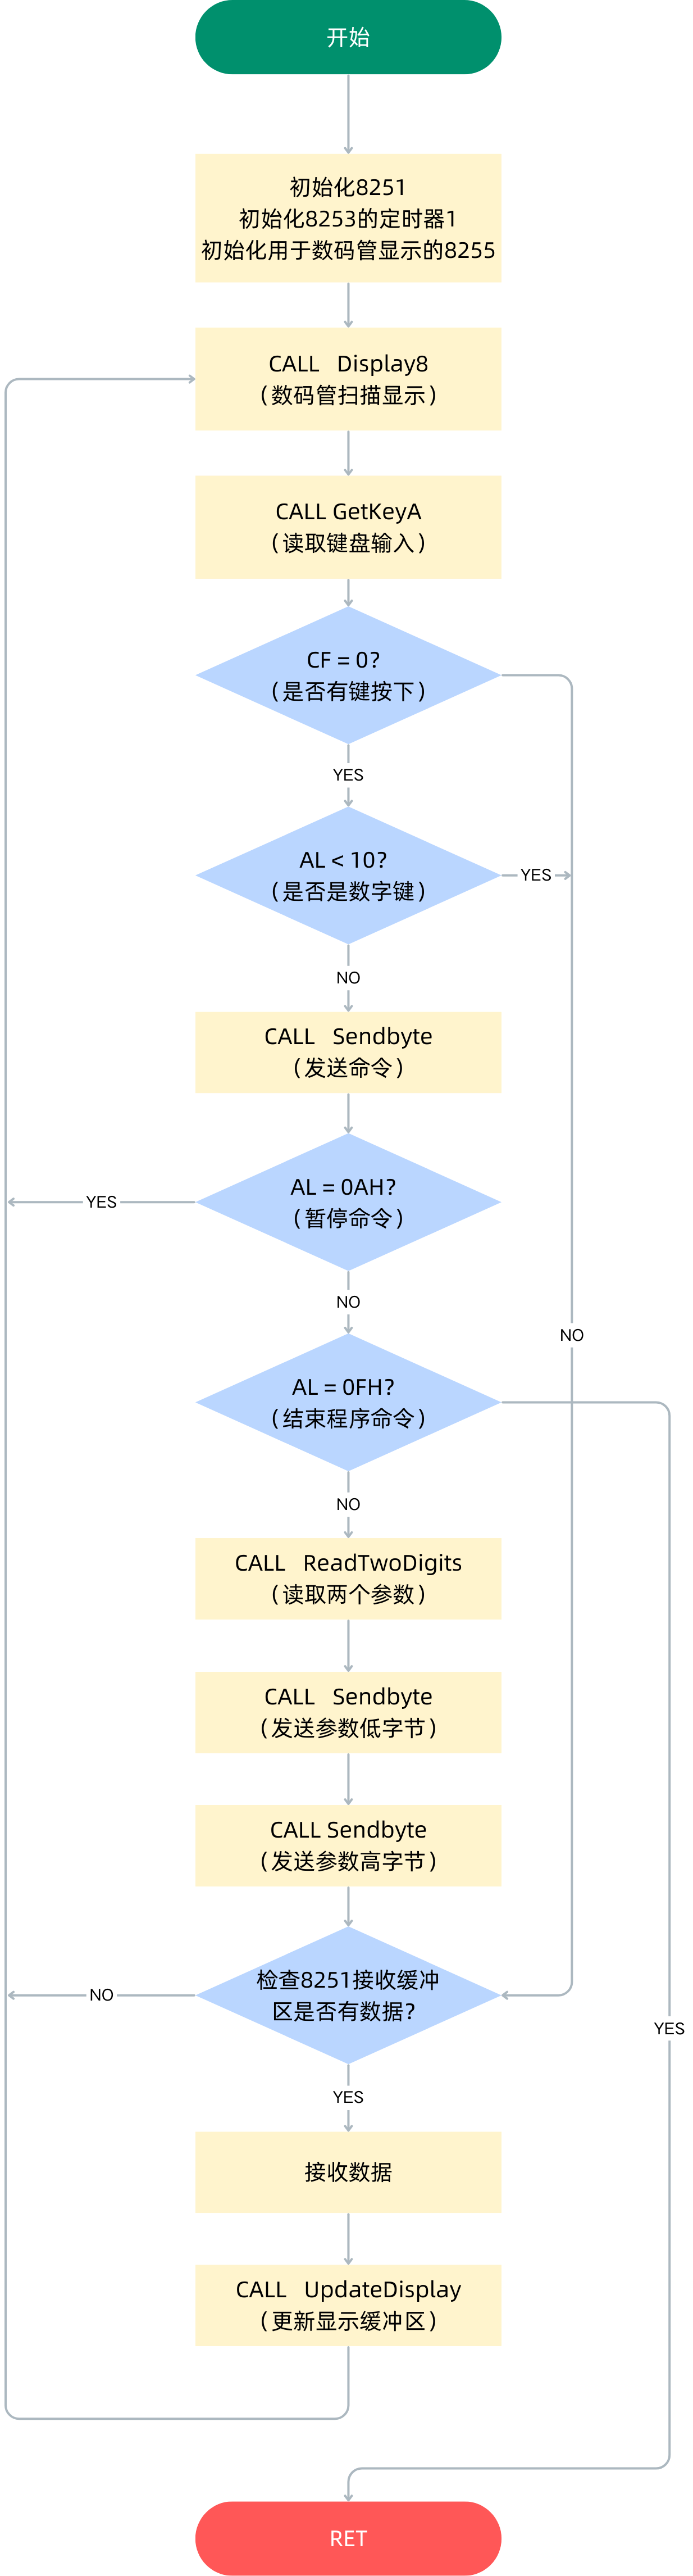 开始
初始化8251
初始化8253的定时器1
初始化用于数码管显示的8255
CALL Display8
（数码管扫描显示）
CALL GetKeyA
（读取键盘输入）
CF = 0?
（是否有键按下）
YES
AL < 10?
（是否是数字键）
YES
NO
CALL Sendbyte
（发送命令）
AL = 0AH?
（暂停命令）
YES
NO
NO
AL = 0FH?
（结束程序命令）
NO
CALL ReadTwoDigits
（读取两个参数）
CALL Sendbyte
（发送参数低字节）
CALL Sendbyte
（发送参数高字节）
检查8251接收缓冲
区是否有数据?
NO
YES
YES
接收数据
CALL UpdateDisplay
（更新显示缓冲区）
RET